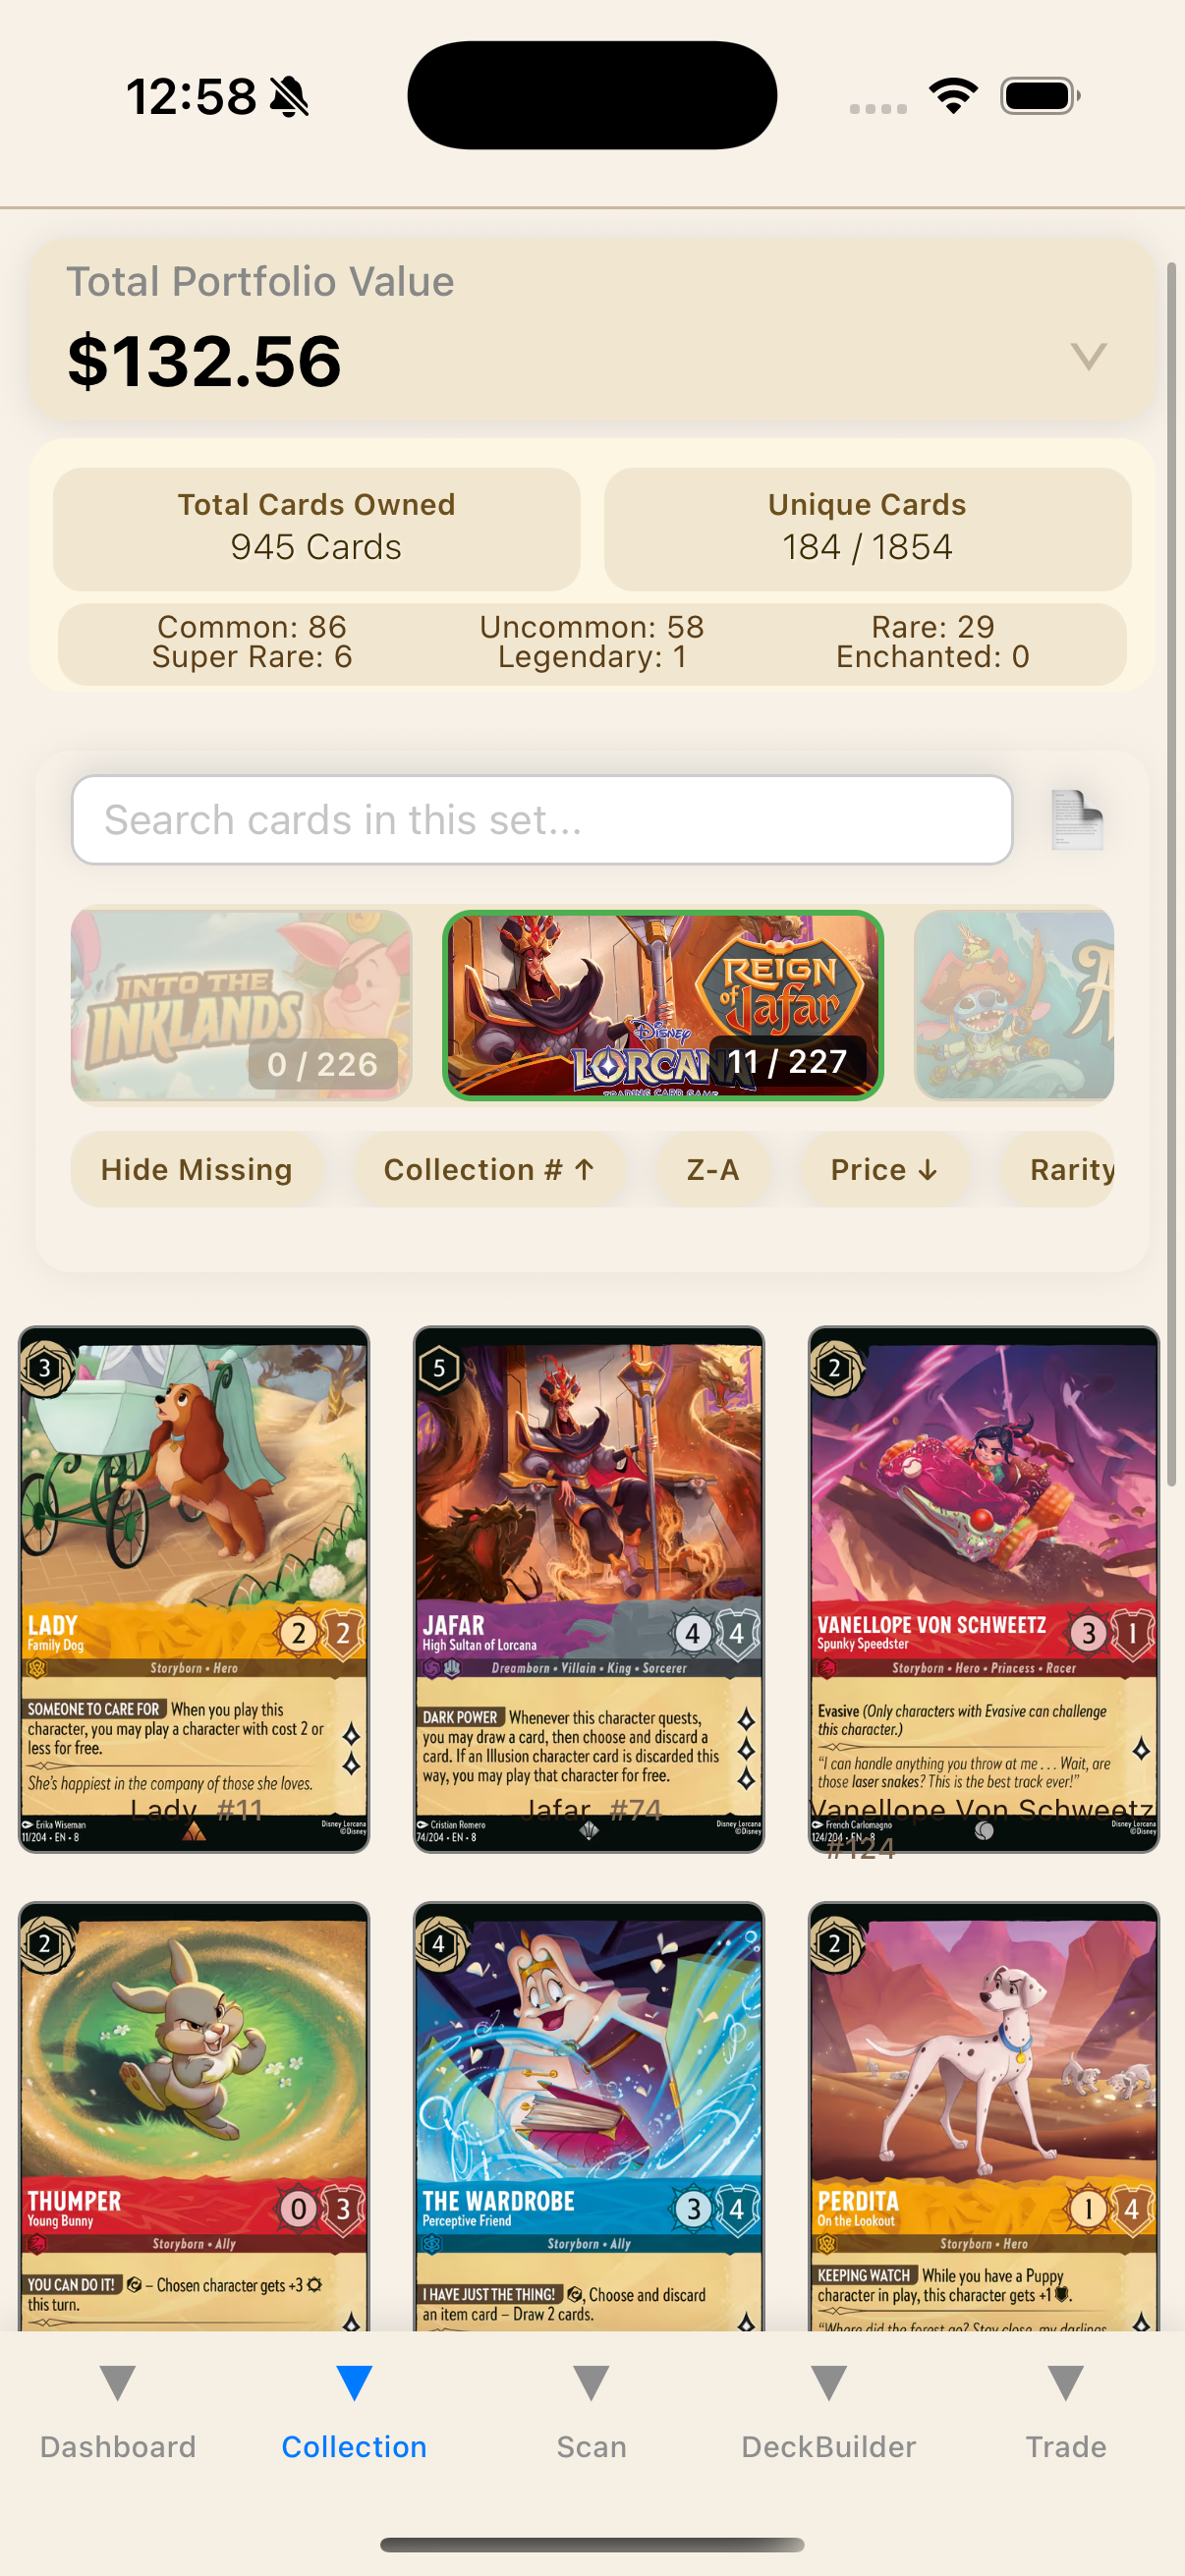 12:58
Total Portfolio Value
$132.56
Total Cards Owned
945 Cards
Unique Cards
184 / 1854
Common: 86
Uncommon: 58
Rare: 29
Super Rare: 6
Legendary: 1
Enchanted: 0
Search cards in this set...
INTO THE
INKLANDS
0 / 226
REIGN
of Jafar
Disney
LORCANA
TRADING CARD GAME
11 / 227
Hide Missing
Collection # ↑
Z-A
Price ↓
Rarity
3
LADY
Family Dog
2 2
Storyborn • Hero
SOMEONE TO CARE FOR When you play this
character, you may play a character with cost 2 or
less for free.
She's happiest in the company of those she loves.
Lady #11
Erika Wiseman
11/204 • EN • 8
Disney Lorcana
©Disney
5
JAFAR
High Sultan of Lorcana
4 4
Dreamborn • Villain • King • Sorcerer
DARK POWER Whenever this character quests,
you may draw a card, then choose and discard a
card. If an Illusion character card is discarded this
way, you may play that character for free.
Jafar #74
Cristian Romero
74/204 • EN • 8
Disney Lorcana
©Disney
2
VANELLOPE VON SCHWEETZ
Spunky Speedster
3 1
Storyborn • Hero • Princess • Racer
Evasive (Only characters with Evasive can challenge
this character.)
"I can handle anything you throw at me . . . Wait, are
those laser snakes? This is the best track ever!"
Vanellope Von Schweetz
#124
French Carlomagno
124/204 • EN • 8
Disney Lorcana
©Disney
2
THUMPER
Young Bunny
0 3
Storyborn • Ally
YOU CAN DO IT! – Chosen character gets +3
this turn.
4
THE WARDROBE
Perceptive Friend
3 4
Storyborn • Ally
I HAVE JUST THE THING! , Choose and discard
an item card – Draw 2 cards.
2
PERDITA
On the Lookout
1 4
Storyborn • Hero
KEEPING WATCH While you have a Puppy
character in play, this character gets +1 .
"Where did the forest go? Stay close, my darlings
Dashboard
Collection
Scan
DeckBuilder
Trade